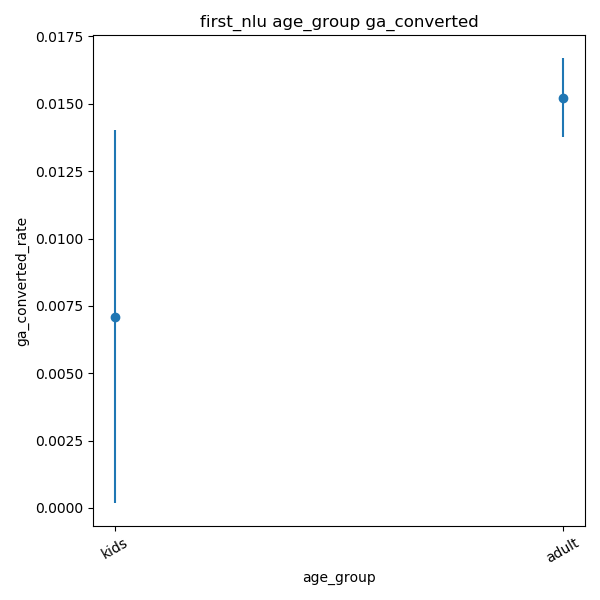 first_nlu age_group ga_converted
0.0175
0.0150
0.0125
0.0100
0.0075
0.0050
0.0025
0.0000
ga_converted_rate
kids
adult
age_group